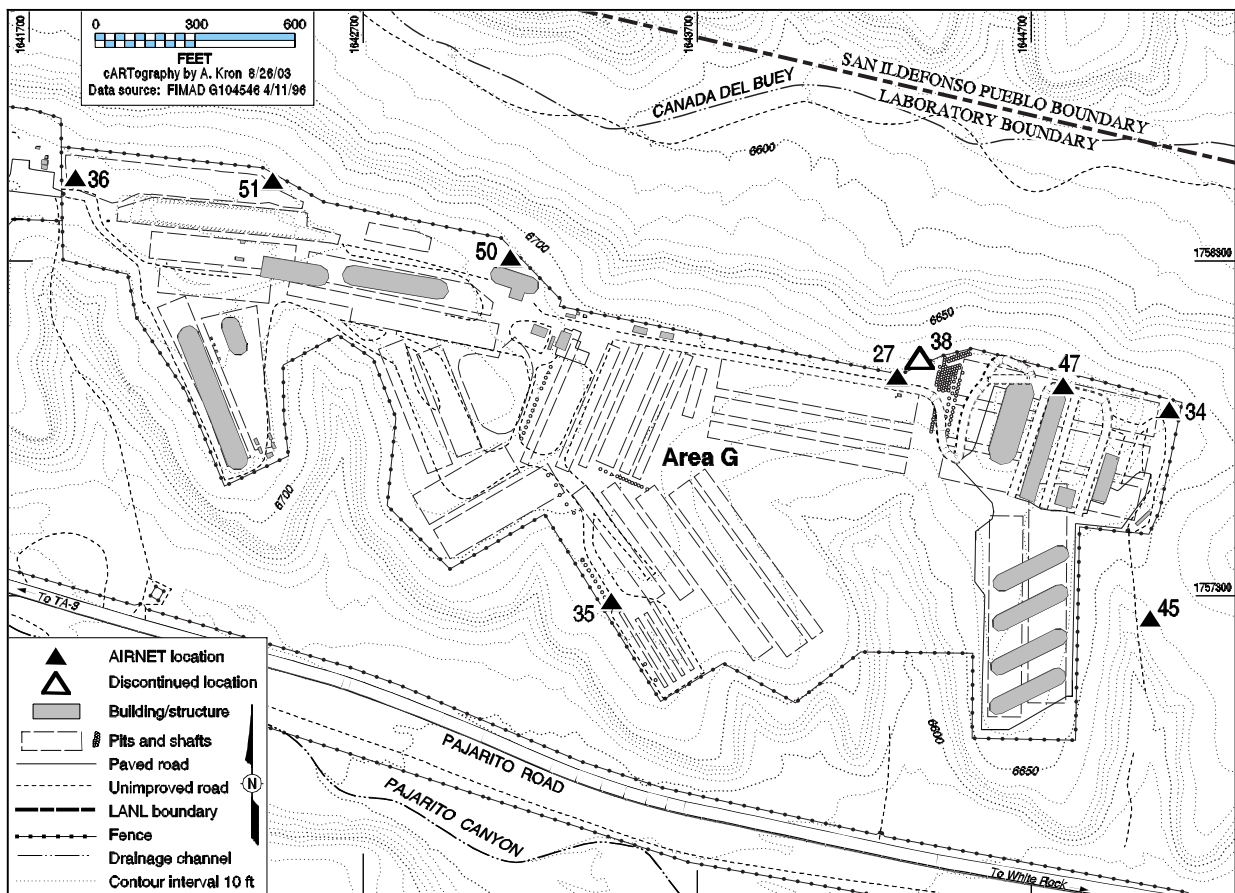 1641700
1642700
1643700
1644700
0 300 600
FEET
cARTography by A. Kron 8/26/03
Data source: FIMAD G104546 4/11/96
SAN ILDEFONSO PUEBLO BOUNDARY
LABORATORY BOUNDARY
CANADA DEL BUEY
6600
36
51
50
6700
1758300
6650
38
27
47
34
Area G
6700
35
1757300
45
To TA-3
6600
6650
PAJARITO ROAD
PAJARITO CANYON
To White Rock
AIRNET location
Discontinued location
Building/structure
Pits and shafts
Paved road
Unimproved road
N
LANL boundary
Fence
Drainage channel
Contour interval 10 ft